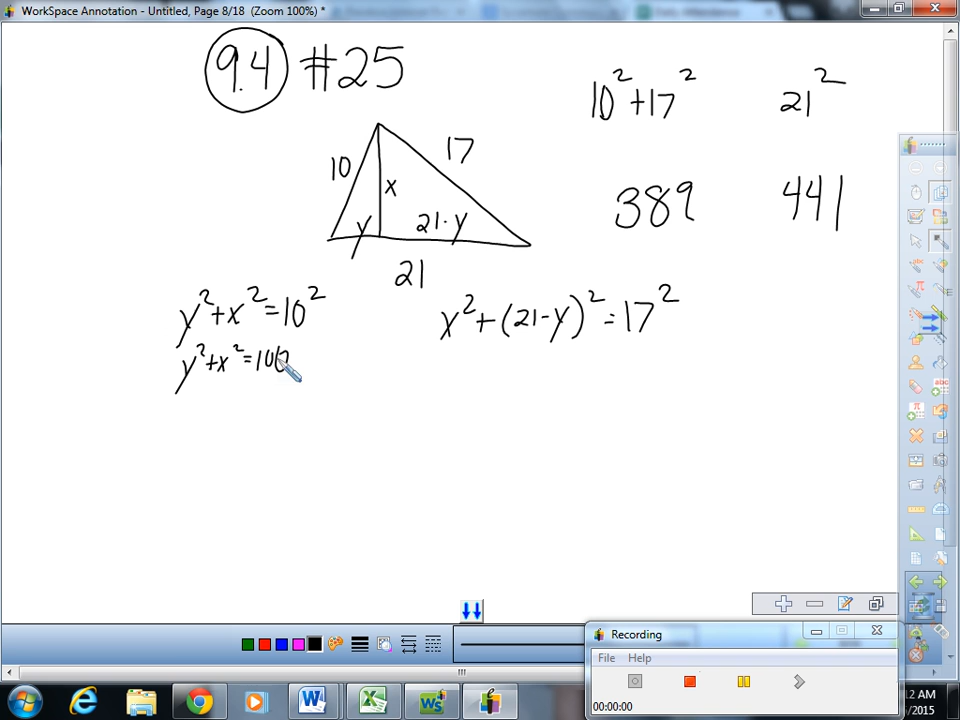 WorkSpace Annotation - Untitled, Page 8/18 (Zoom 100%) *
9.4 #25
10² + 17² 21²
10 17
x
y 21-y
389 441
21
y² + x² = 10² x² + (21-y)² = 17²
y² + x² = 100
Recording
File Help
00:00:00